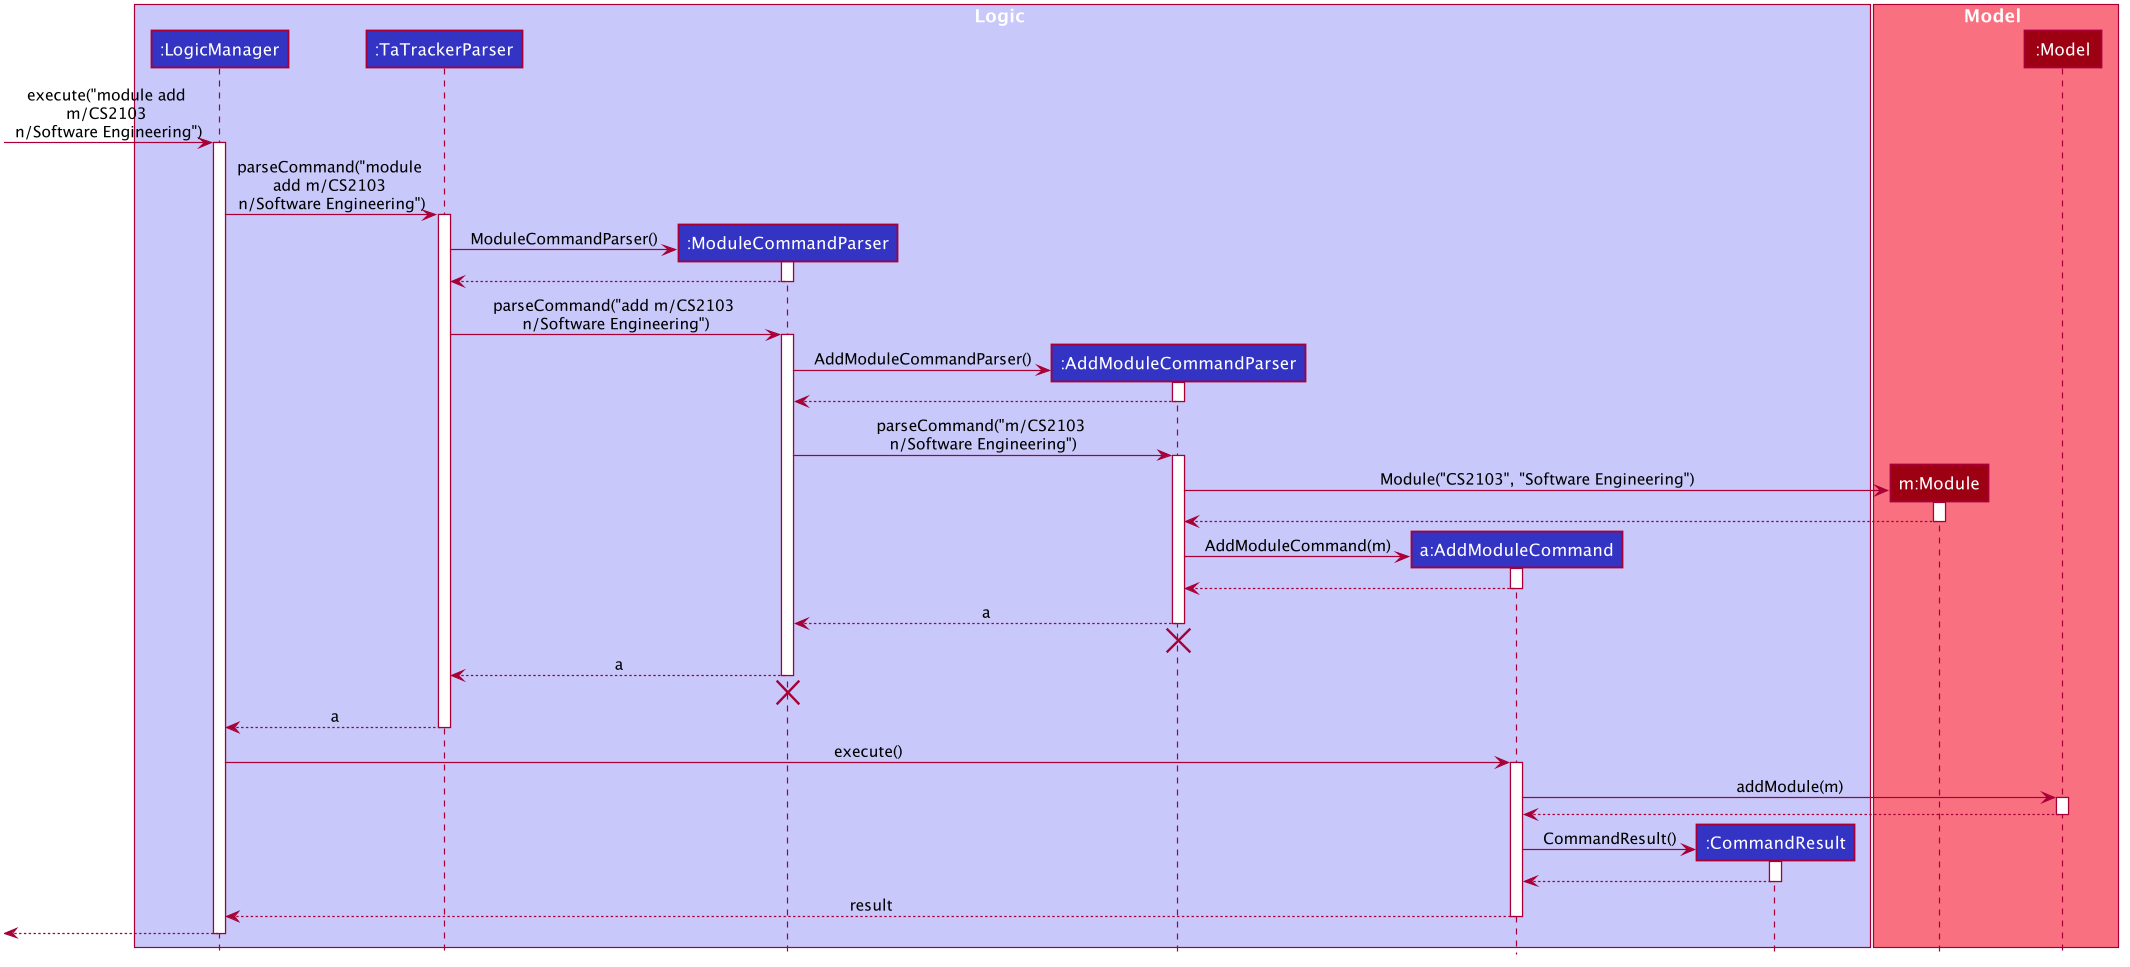 Logic
Model
:LogicManager
:TaTrackerParser
:Model
execute("module add
m/CS2103
n/Software Engineering")
parseCommand("module
add m/CS2103
n/Software Engineering")
ModuleCommandParser()
:ModuleCommandParser
parseCommand("add m/CS2103
n/Software Engineering")
AddModuleCommandParser()
:AddModuleCommandParser
parseCommand("m/CS2103
n/Software Engineering")
Module("CS2103", "Software Engineering")
m:Module
AddModuleCommand(m)
a:AddModuleCommand
a
a
a
execute()
addModule(m)
CommandResult()
:CommandResult
result